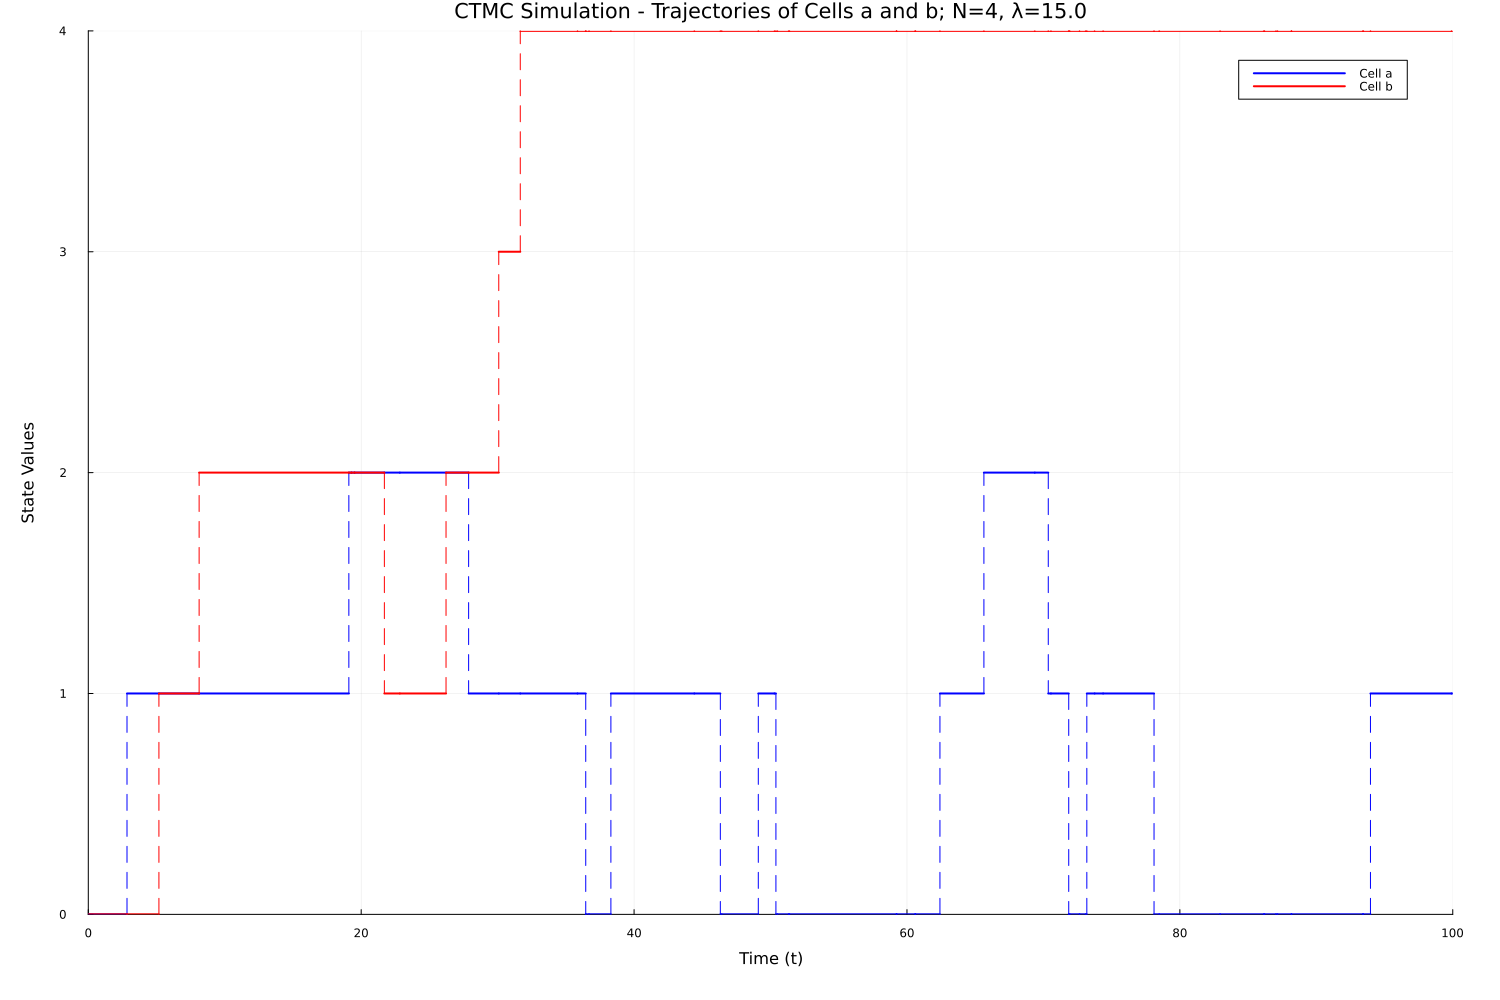 CTMC Simulation - Trajectories of Cells a and b; N=4, λ=15.0
4
3
2
1
0
State Values
Cell a
Cell b
0 20 40 60 80 100
Time (t)